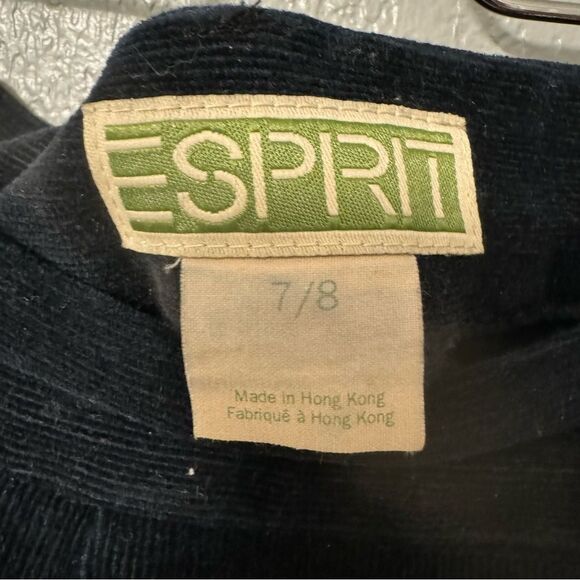 ESPRIT
7/8
Made in Hong Kong
Fabriqué à Hong Kong